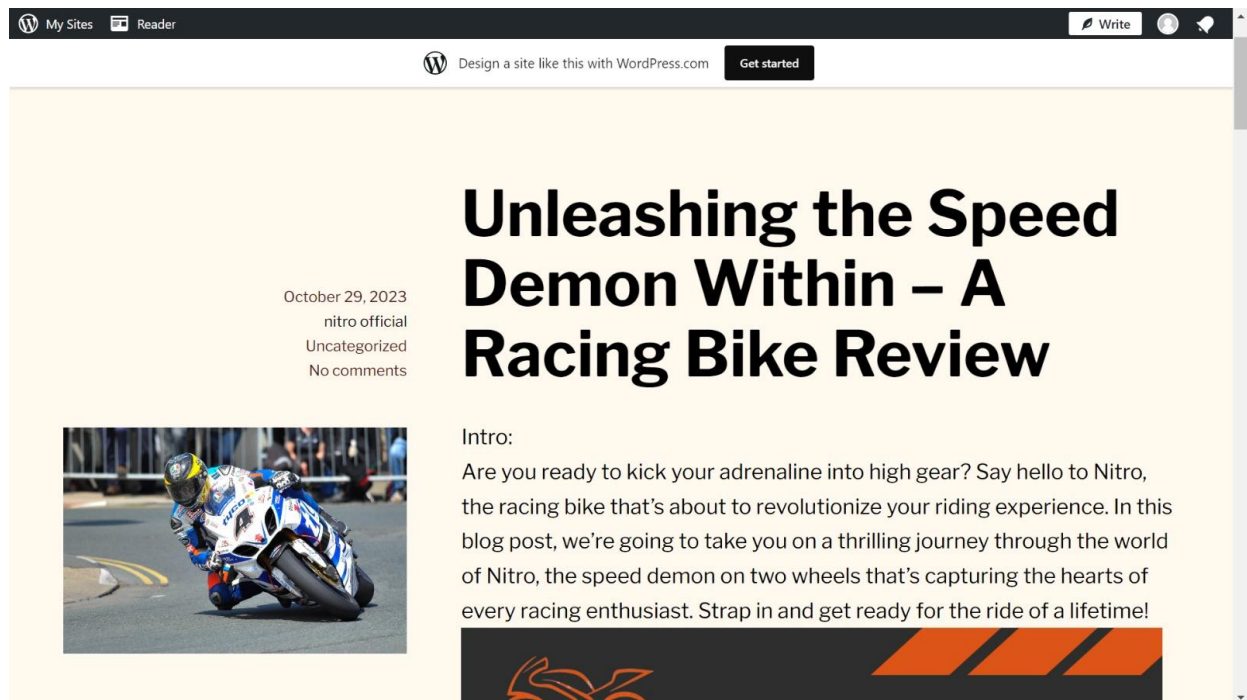 My Sites Reader Write
Design a site like this with WordPress.com Get started
Unleashing the Speed
Demon Within – A
Racing Bike Review
October 29, 2023
nitro official
Uncategorized
No comments
Intro:
Are you ready to kick your adrenaline into high gear? Say hello to Nitro,
the racing bike that’s about to revolutionize your riding experience. In this
blog post, we’re going to take you on a thrilling journey through the world
of Nitro, the speed demon on two wheels that’s capturing the hearts of
every racing enthusiast. Strap in and get ready for the ride of a lifetime!
tyco
4